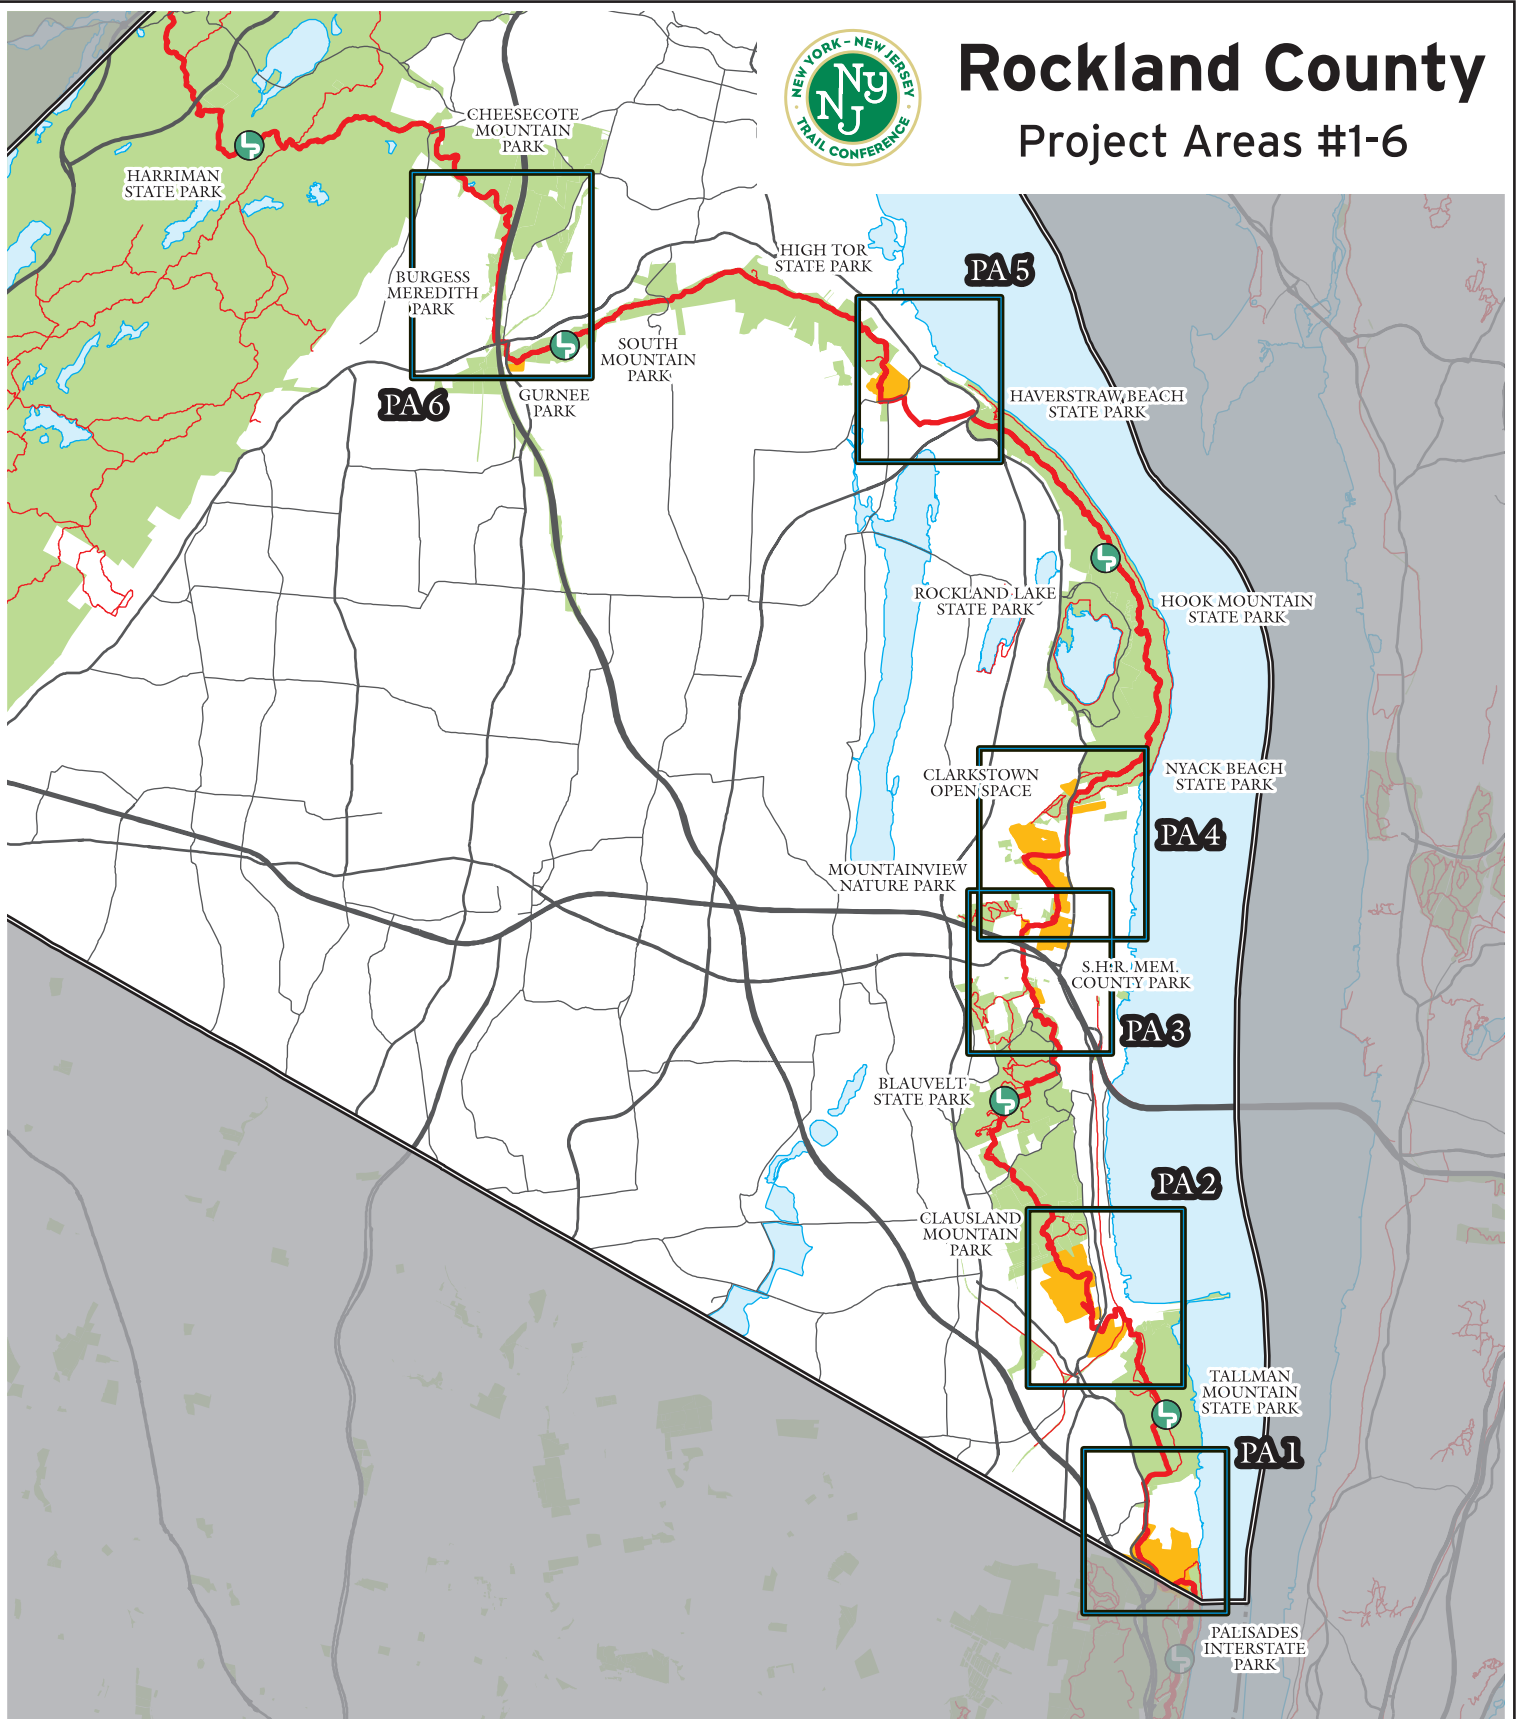 NEW YORK - NEW JERSEY
NY
NJ
TRAIL CONFERENCE
Rockland County
Project Areas #1-6
CHEESECOTE
MOUNTAIN
PARK
HARRIMAN
STATE PARK
BURGESS
MEREDITH
PARK
HIGH TOR
STATE PARK
PA 5
SOUTH
MOUNTAIN
PARK
PA 6
GURNEE
PARK
HAVERSTRAW BEACH
STATE PARK
ROCKLAND LAKE
STATE PARK
HOOK MOUNTAIN
STATE PARK
CLARKSTOWN
OPEN SPACE
NYACK BEACH
STATE PARK
PA 4
MOUNTAINVIEW
NATURE PARK
S.H.R. MEM.
COUNTY PARK
PA 3
BLAUVELT
STATE PARK
PA 2
CLAUSLAND
MOUNTAIN
PARK
TALLMAN
MOUNTAIN
STATE PARK
PA 1
PALISADES
INTERSTATE
PARK